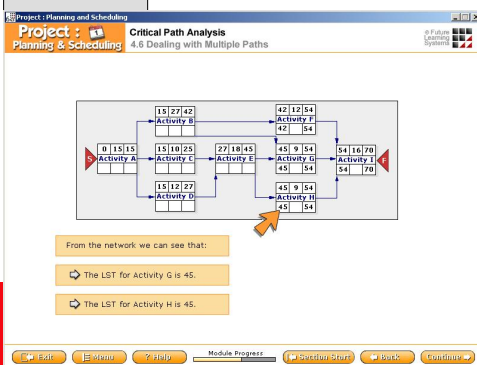 Project : Planning and Scheduling
Project :
Planning & Scheduling
Critical Path Analysis
4.6 Dealing with Multiple Paths
e Future
Learning
Systems
15 27 42
Activity B
42 12 54
Activity F
42 54
0 15 15
Activity A
15 10 25
Activity C
27 18 45
Activity E
45 9 54
Activity G
45 54
54 16 70
Activity I
54 70
S
F
15 12 27
Activity D
45 9 54
Activity H
45 54
From the network we can see that:
The LST for Activity G is 45.
The LST for Activity H is 45.
Exit
Menu
? Help
Module Progress
Section Start
Back
Continue